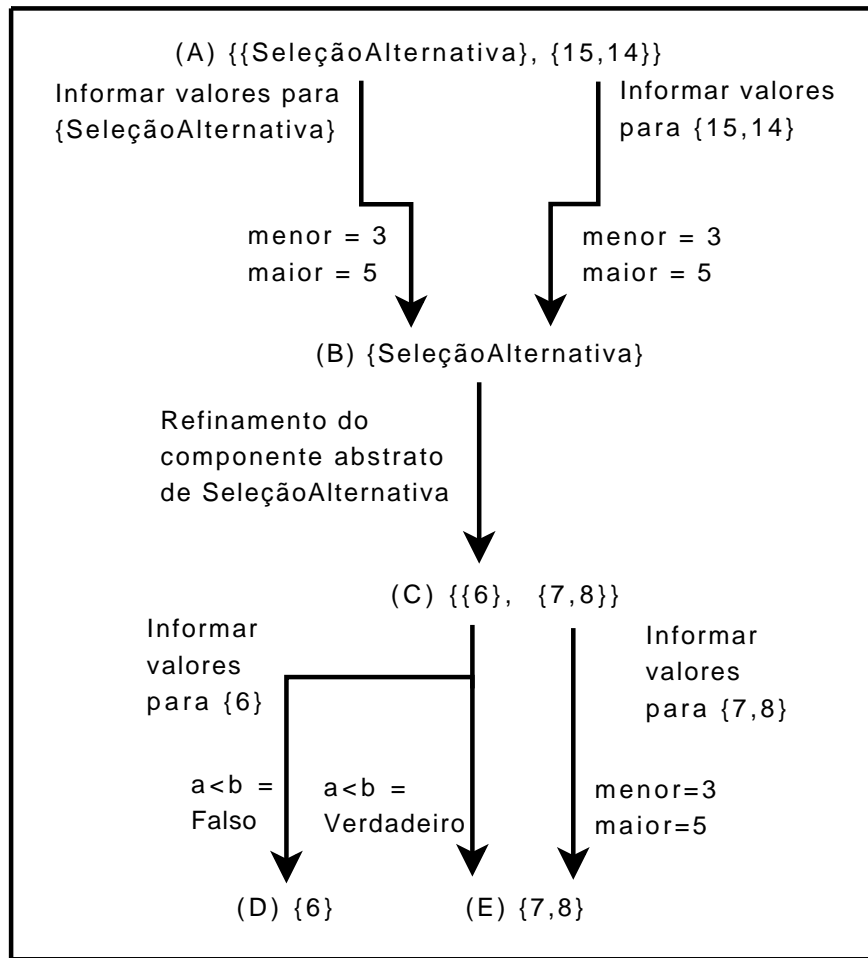 (A) {{SeleçãoAlternativa}, {15,14}}
Informar valores para
{SeleçãoAlternativa}
Informar valores
para {15,14}
menor = 3
maior = 5
menor = 3
maior = 5
(B) {SeleçãoAlternativa}
Refinamento do
componente abstrato
de SeleçãoAlternativa
(C) {{6}, {7,8}}
Informar
valores
para {6}
Informar
valores
para {7,8}
a<b =
Falso
a<b =
Verdadeiro
menor=3
maior=5
(D) {6}
(E) {7,8}